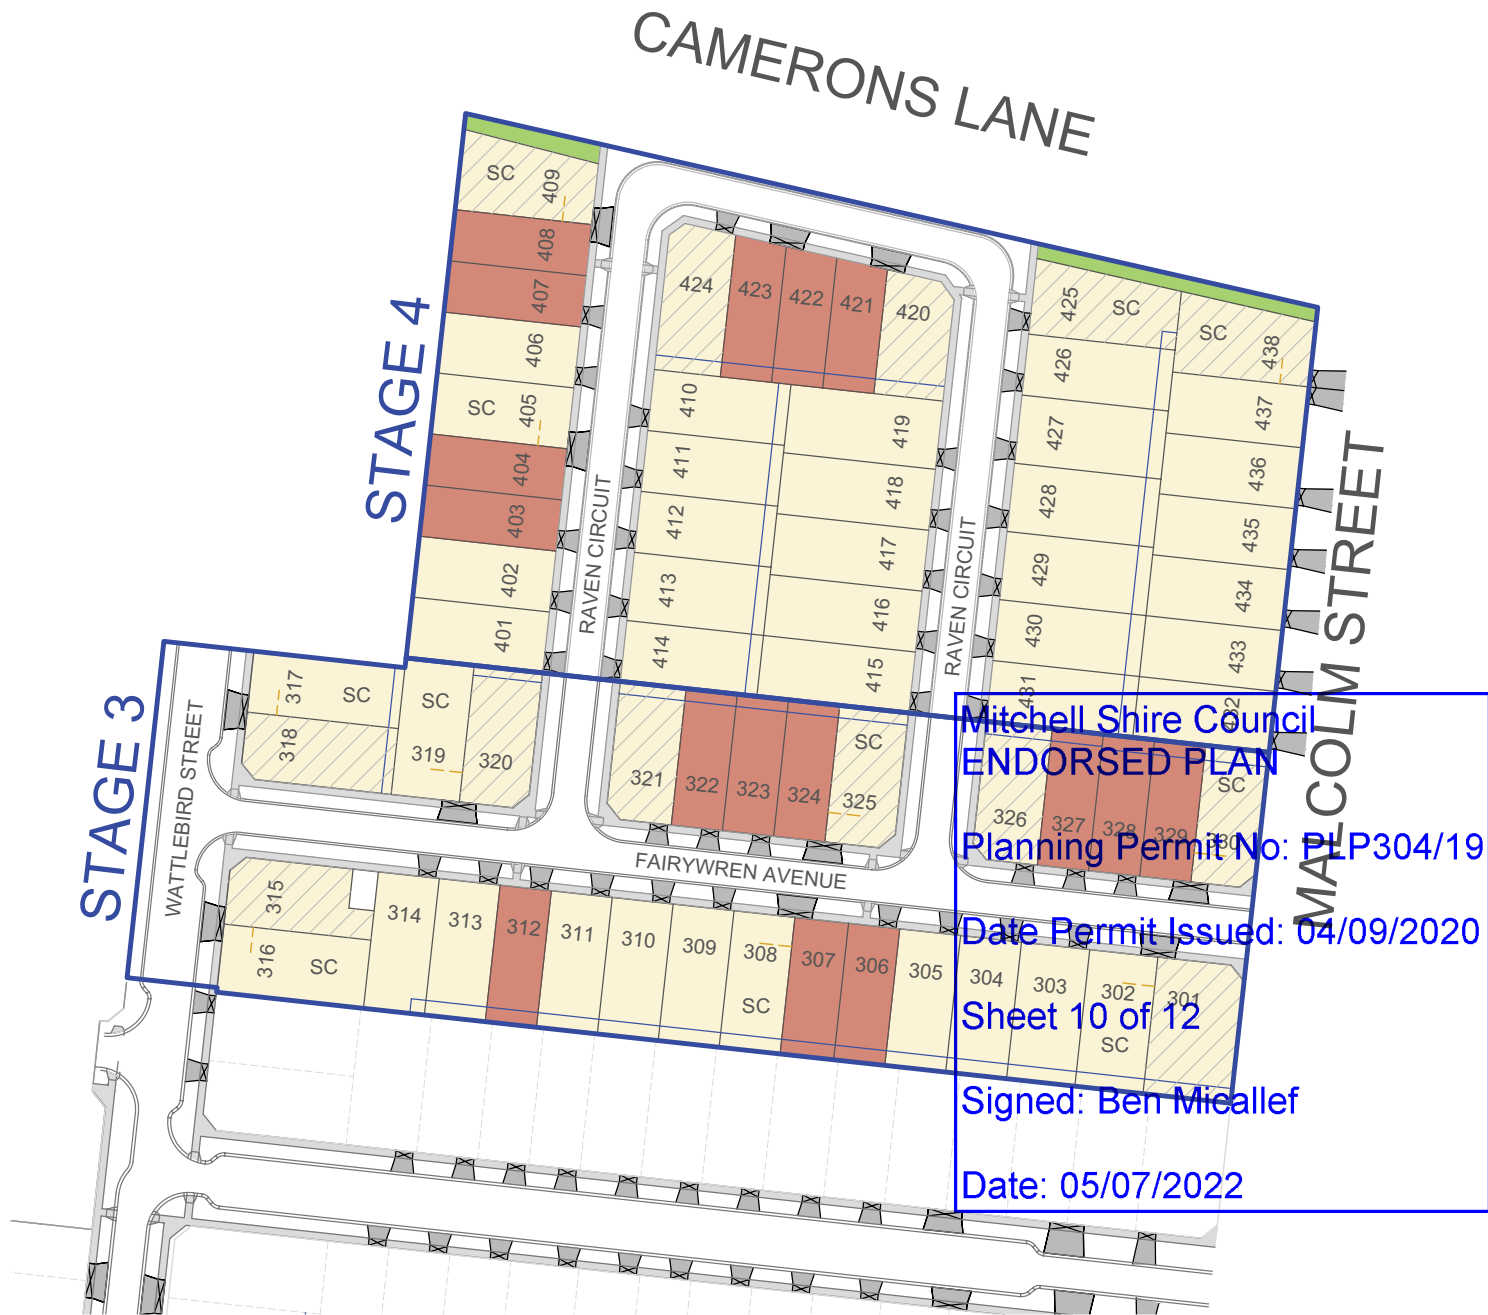 CAMERONS LANE
STAGE 4
STAGE 3
MALCOLM STREET
RAVEN CIRCUIT
RAVEN CIRCUIT
WATTLEBIRD STREET
FAIRYWREN AVENUE
SC 409
408
407
406
SC 405
404
403
402
401
424
423
422
421
420
410
411
412
413
414
419
418
417
416
415
425 SC
426
427
428
429
430
431
SC 438
437
436
435
434
433
432
317 SC
318
SC
319
320
321
322
323
324
SC
325
326
327
328
329
SC
330
315
316 SC
314
313
312
311
310
309
308
SC
307
306
305
304
303
302
SC
301
Mitchell Shire Council
ENDORSED PLAN
Planning Permit No: PLP304/19
Date Permit Issued: 04/09/2020
Sheet 10 of 12
Signed: Ben Micallef
Date: 05/07/2022